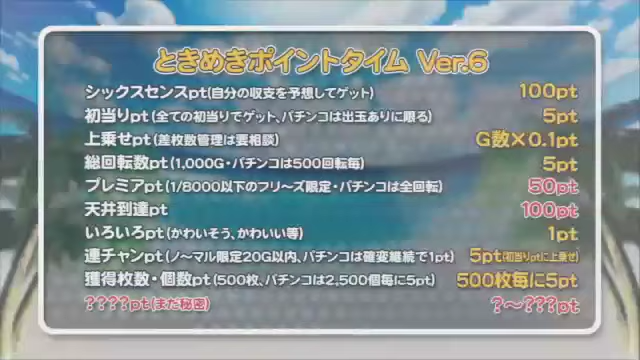 ときめきポイントタイム Ver.6
シックスセンスpt(自分の収支を予想してゲット) 100pt
初当りpt(全ての初当りでゲット、パチンコは出玉ありに限る) 5pt
上乗せpt(差枚数管理は要相談) G数×0.1pt
総回転数pt(1,000G・パチンコは500回転毎) 5pt
プレミアpt(1/8000以下のフリーズ限定・パチンコは全回転) 50pt
天井到達pt 100pt
いろいろpt(かわいそう、かわいい等) 1pt
連チャンpt(ノーマル限定20G以内、パチンコは確変継続で1pt) 5pt(初当りptに上乗せ)
獲得枚数・個数pt(500枚、パチンコは2,500個毎に5pt) 500枚毎に5pt
????pt(まだ秘密) ?～???pt